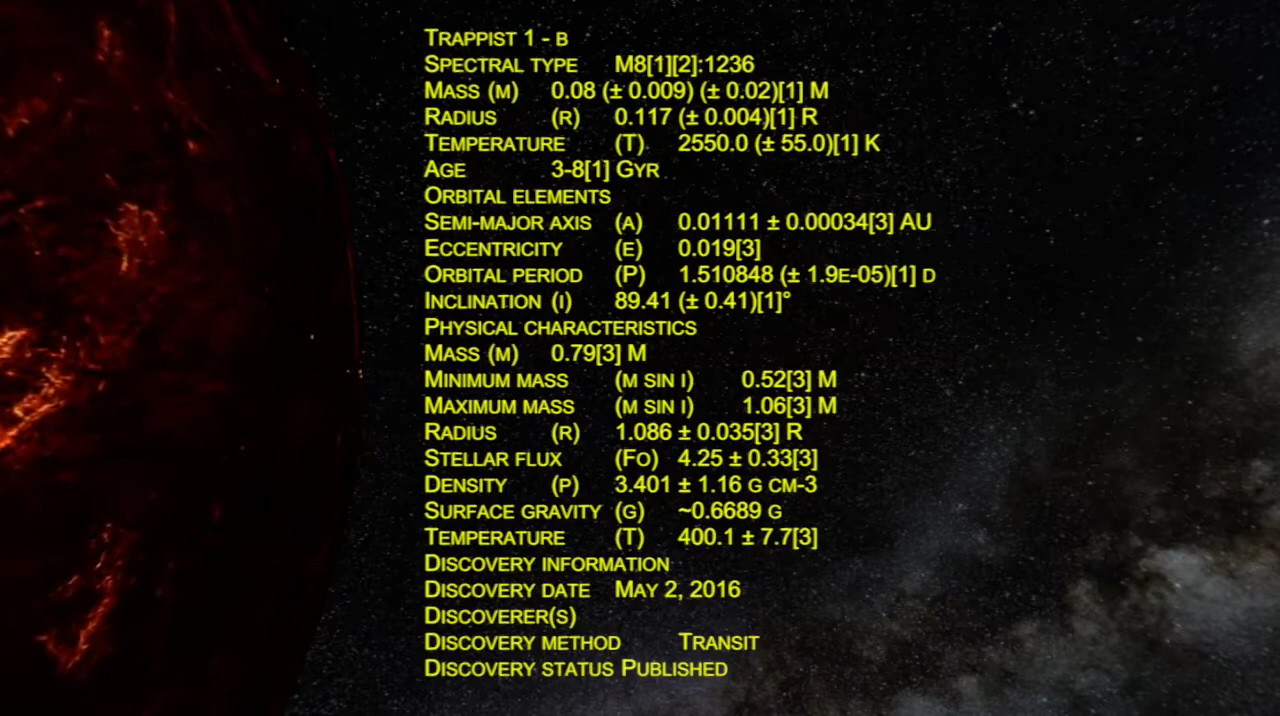 Trappist 1 - b
Spectral type M8[1][2]:1236
Mass (m) 0.08 (± 0.009) (± 0.02)[1] M
Radius (r) 0.117 (± 0.004)[1] R
Temperature (T) 2550.0 (± 55.0)[1] K
Age 3-8[1] Gyr
Orbital elements
Semi-major axis (a) 0.01111 ± 0.00034[3] AU
Eccentricity (e) 0.019[3]
Orbital period (P) 1.510848 (± 1.9e-05)[1] d
Inclination (i) 89.41 (± 0.41)[1]°
Physical characteristics
Mass (m) 0.79[3] M
Minimum mass (m sin i) 0.52[3] M
Maximum mass (m sin i) 1.06[3] M
Radius (r) 1.086 ± 0.035[3] R
Stellar flux (Fo) 4.25 ± 0.33[3]
Density (p) 3.401 ± 1.16 g cm-3
Surface gravity (g) ~0.6689 g
Temperature (T) 400.1 ± 7.7[3]
Discovery information
Discovery date May 2, 2016
Discoverer(s)
Discovery method Transit
Discovery status Published